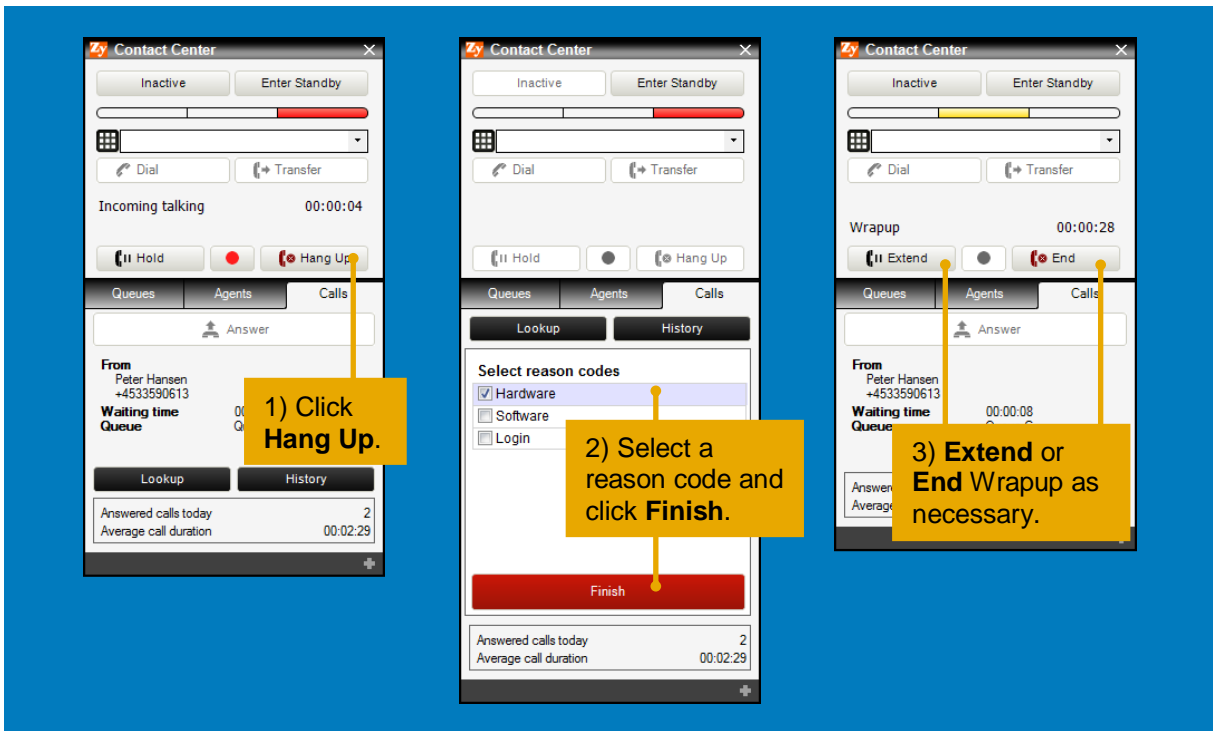 Zy Contact Center
Inactive Enter Standby
Dial Transfer
Incoming talking 00:00:04
Hold Hang Up
Queues Agents Calls
Answer
From
Peter Hansen
+4533590613
Waiting time
Queue
1) Click
Hang Up.
Lookup History
Answered calls today 2
Average call duration 00:02:29
Zy Contact Center
Inactive Enter Standby
Dial Transfer
Hold Hang Up
Queues Agents Calls
Lookup History
Select reason codes
Hardware
Software
Login
2) Select a
reason code and
click Finish.
Finish
Answered calls today 2
Average call duration 00:02:29
Zy Contact Center
Inactive Enter Standby
Dial Transfer
Wrapup 00:00:28
Extend End
Queues Agents Calls
Answer
From
Peter Hansen
+4533590613
Waiting time 00:00:08
Queue
3) Extend or
End Wrapup as
necessary.
Average